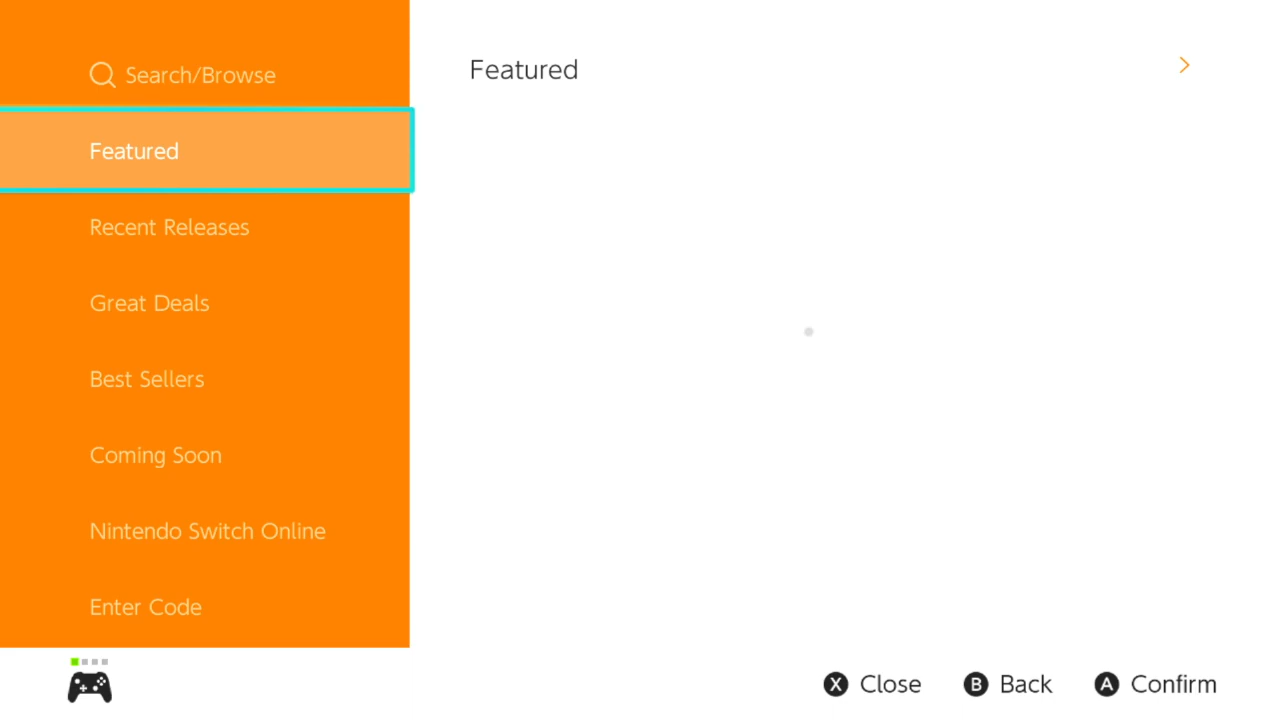 Search/Browse
Featured
Recent Releases
Great Deals
Best Sellers
Coming Soon
Nintendo Switch Online
Enter Code
Featured
X Close B Back A Confirm